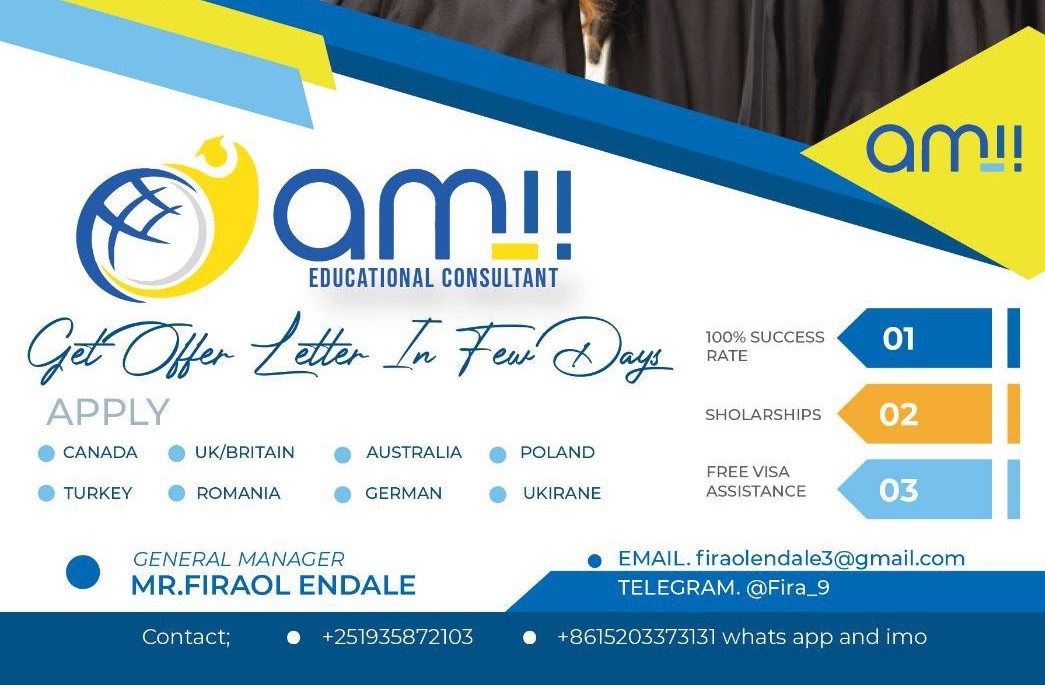 amii
amii
EDUCATIONAL CONSULTANT
Get Offer Letter In Few Days
APPLY
CANADA
UK/BRITAIN
AUSTRALIA
POLAND
TURKEY
ROMANIA
GERMAN
UKIRANE
100% SUCCESS
RATE
01
SHOLARSHIPS
02
FREE VISA
ASSISTANCE
03
GENERAL MANAGER
MR.FIRAOL ENDALE
EMAIL. firaolendale3@gmail.com
TELEGRAM. @Fira_9
Contact; +251935872103 +8615203373131 whats app and imo